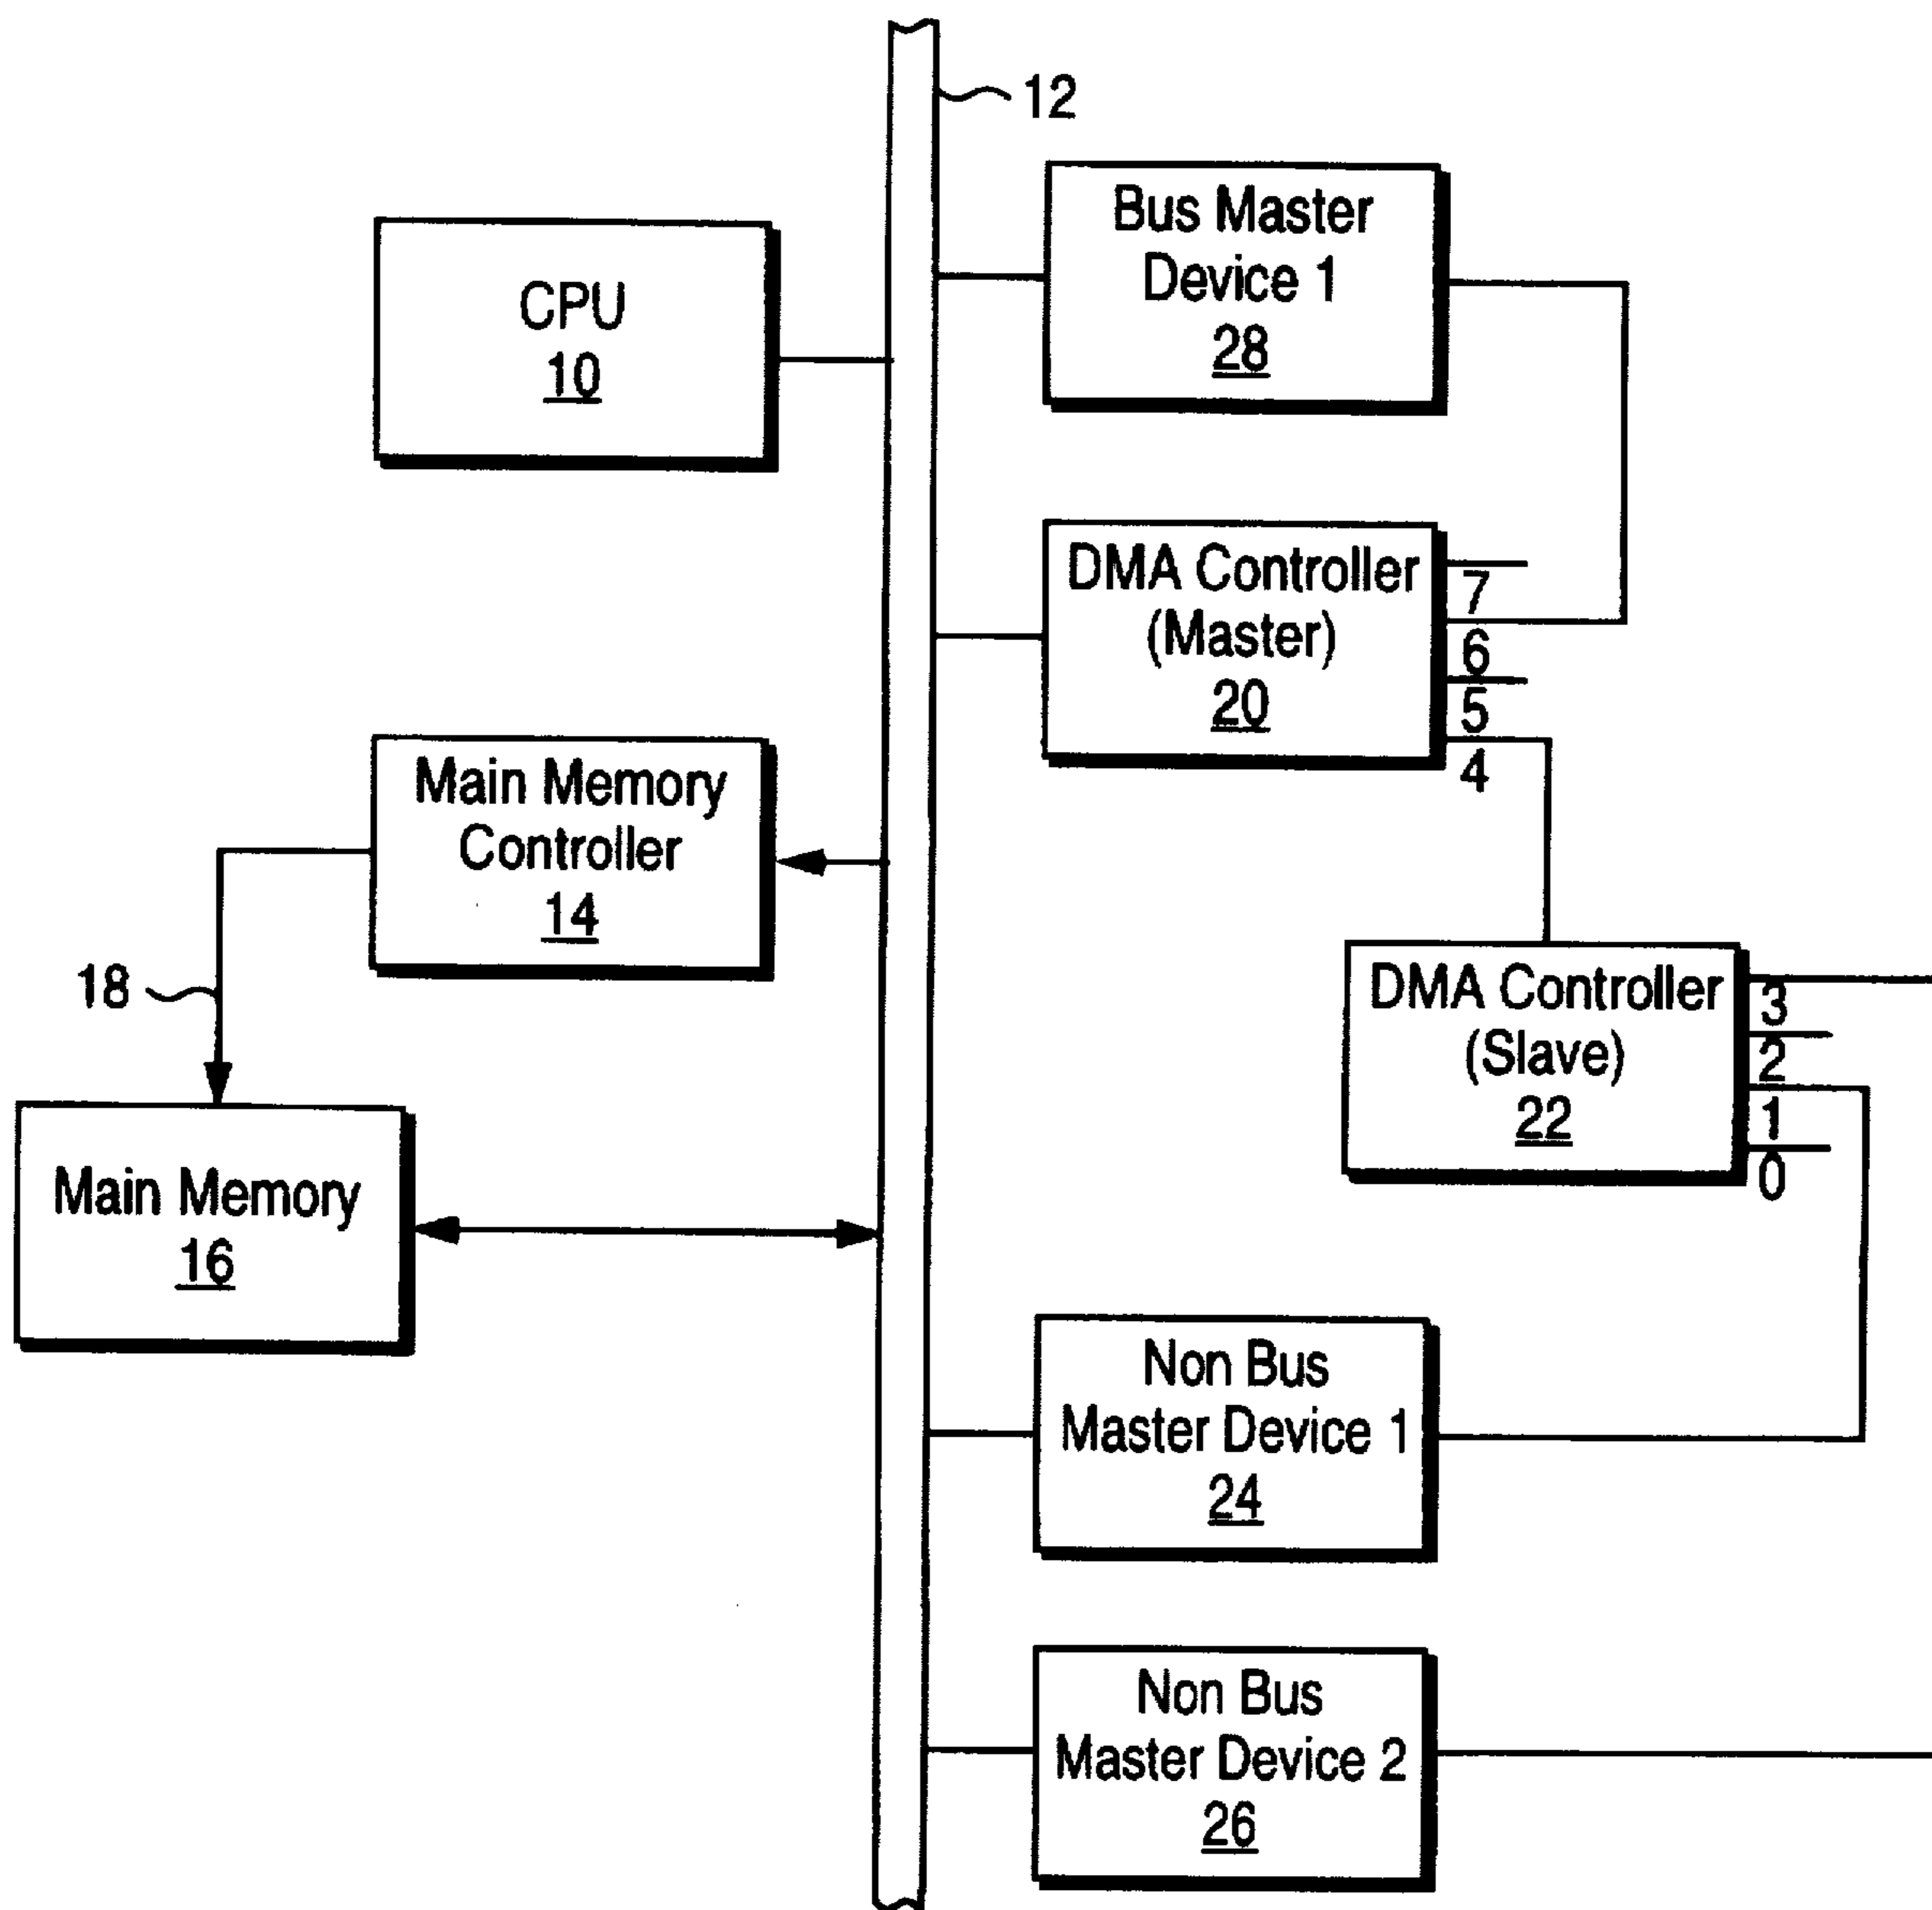 12
Bus Master
Device 1
28
CPU
10
DMA Controller
(Master)
20
7
6
5
4
Main Memory
Controller
14
18
DMA Controller
(Slave)
22
3
2
1
0
Main Memory
16
Non Bus
Master Device 1
24
Non Bus
Master Device 2
26